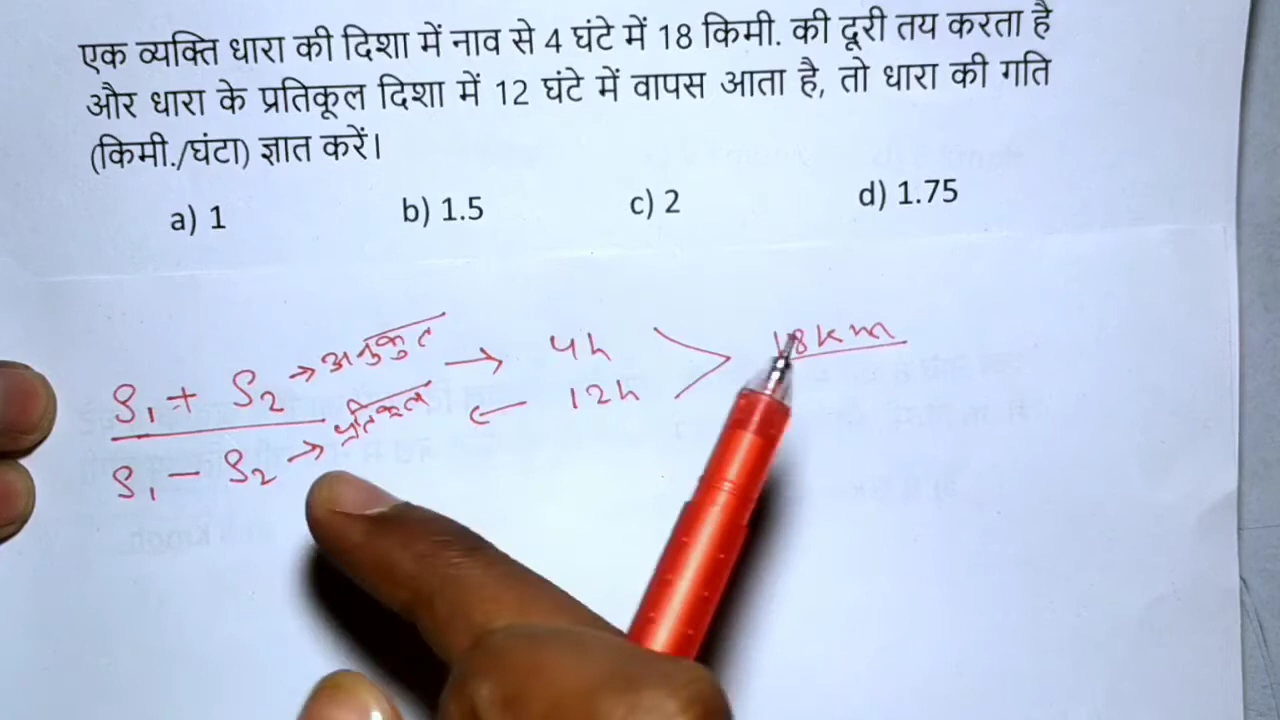 एक व्यक्ति धारा की दिशा में नाव से 4 घंटे में 18 किमी. की दूरी तय करता है
और धारा के प्रतिकूल दिशा में 12 घंटे में वापस आता है, तो धारा की गति
(किमी./घंटा) ज्ञात करें।
a) 1 b) 1.5 c) 2 d) 1.75
S₁ + S₂ → अनुकुल → 4h 18km
S₁ - S₂ → प्रतिकूल ← 12h